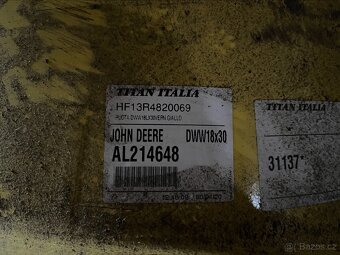 TITAN ITALIA
HF13R4820069
JOHN DEERE DWW18x30
AL214648
TITAN ITALIA
31137*
Bazos.cz